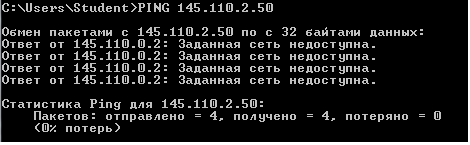 C:\Users\Student>PING 145.110.2.50
Обмен пакетами с 145.110.2.50 по с 32 байтами данных:
Ответ от 145.110.0.2: Заданная сеть недоступна.
Ответ от 145.110.0.2: Заданная сеть недоступна.
Ответ от 145.110.0.2: Заданная сеть недоступна.
Ответ от 145.110.0.2: Заданная сеть недоступна.
Статистика Ping для 145.110.2.50:
Пакетов: отправлено = 4, получено = 4, потеряно = 0
(0% потерь)